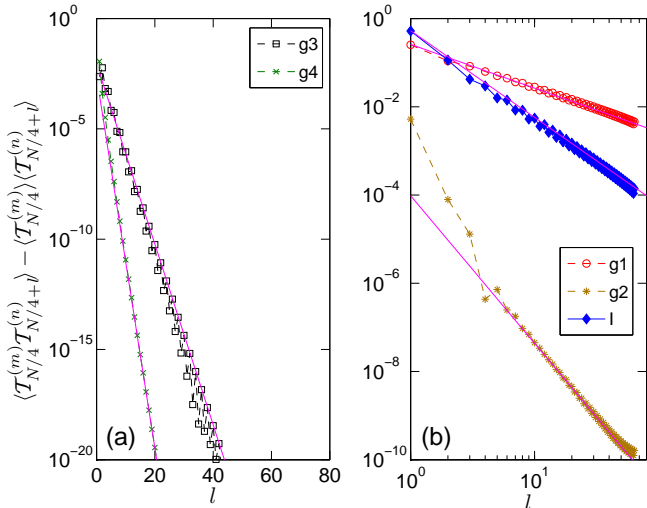 ⟨𝒯^{(m)}_{N/4} 𝒯^{(n)}_{N/4+l}⟩ − ⟨𝒯^{(m)}_{N/4}⟩⟨𝒯^{(n)}_{N/4+l}⟩
10^0
10^{-5}
10^{-10}
10^{-15}
10^{-20}
0 20 40 60 80
l
g3
g4
(a)
10^0
10^{-2}
10^{-4}
10^{-6}
10^{-8}
10^{-10}
10^0 10^1
l
g1
g2
I
(b)